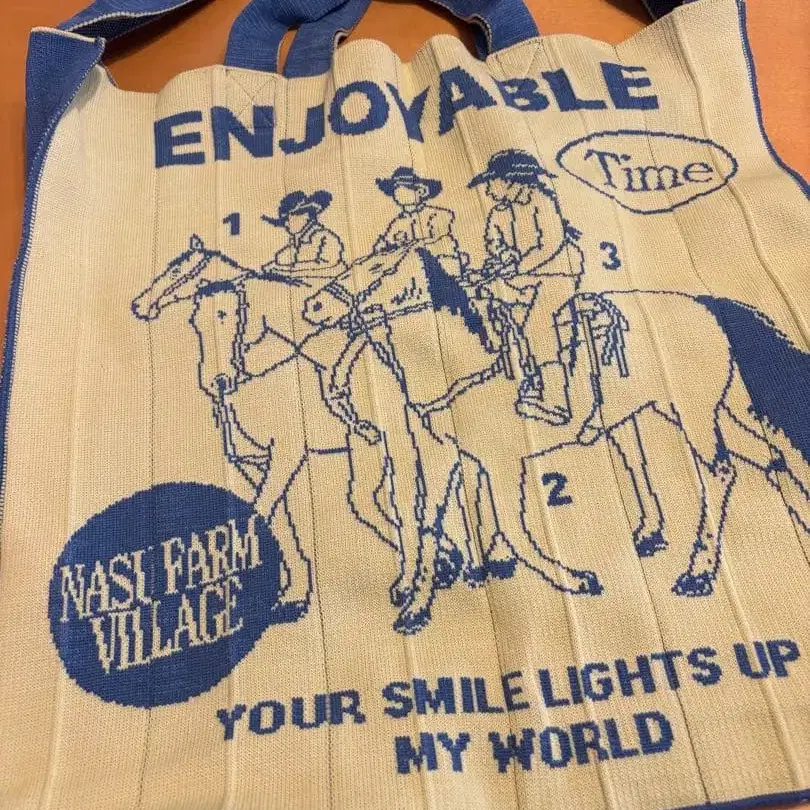 ENJOYABLE
Time
1
3
2
NASU FARM
VILLAGE
YOUR SMILE LIGHTS UP
MY WORLD